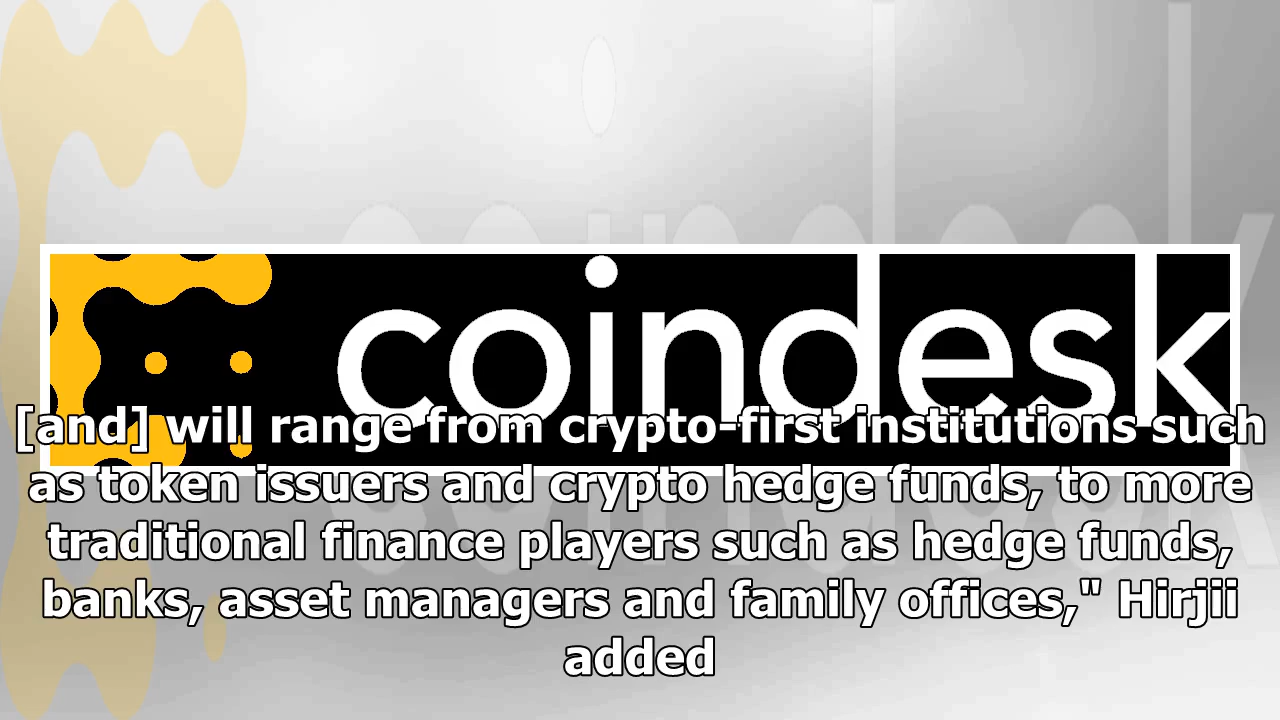 coindesk
[and] will range from crypto-first institutions such
as token issuers and crypto hedge funds, to more
traditional finance players such as hedge funds,
banks, asset managers and family offices," Hirjii
added